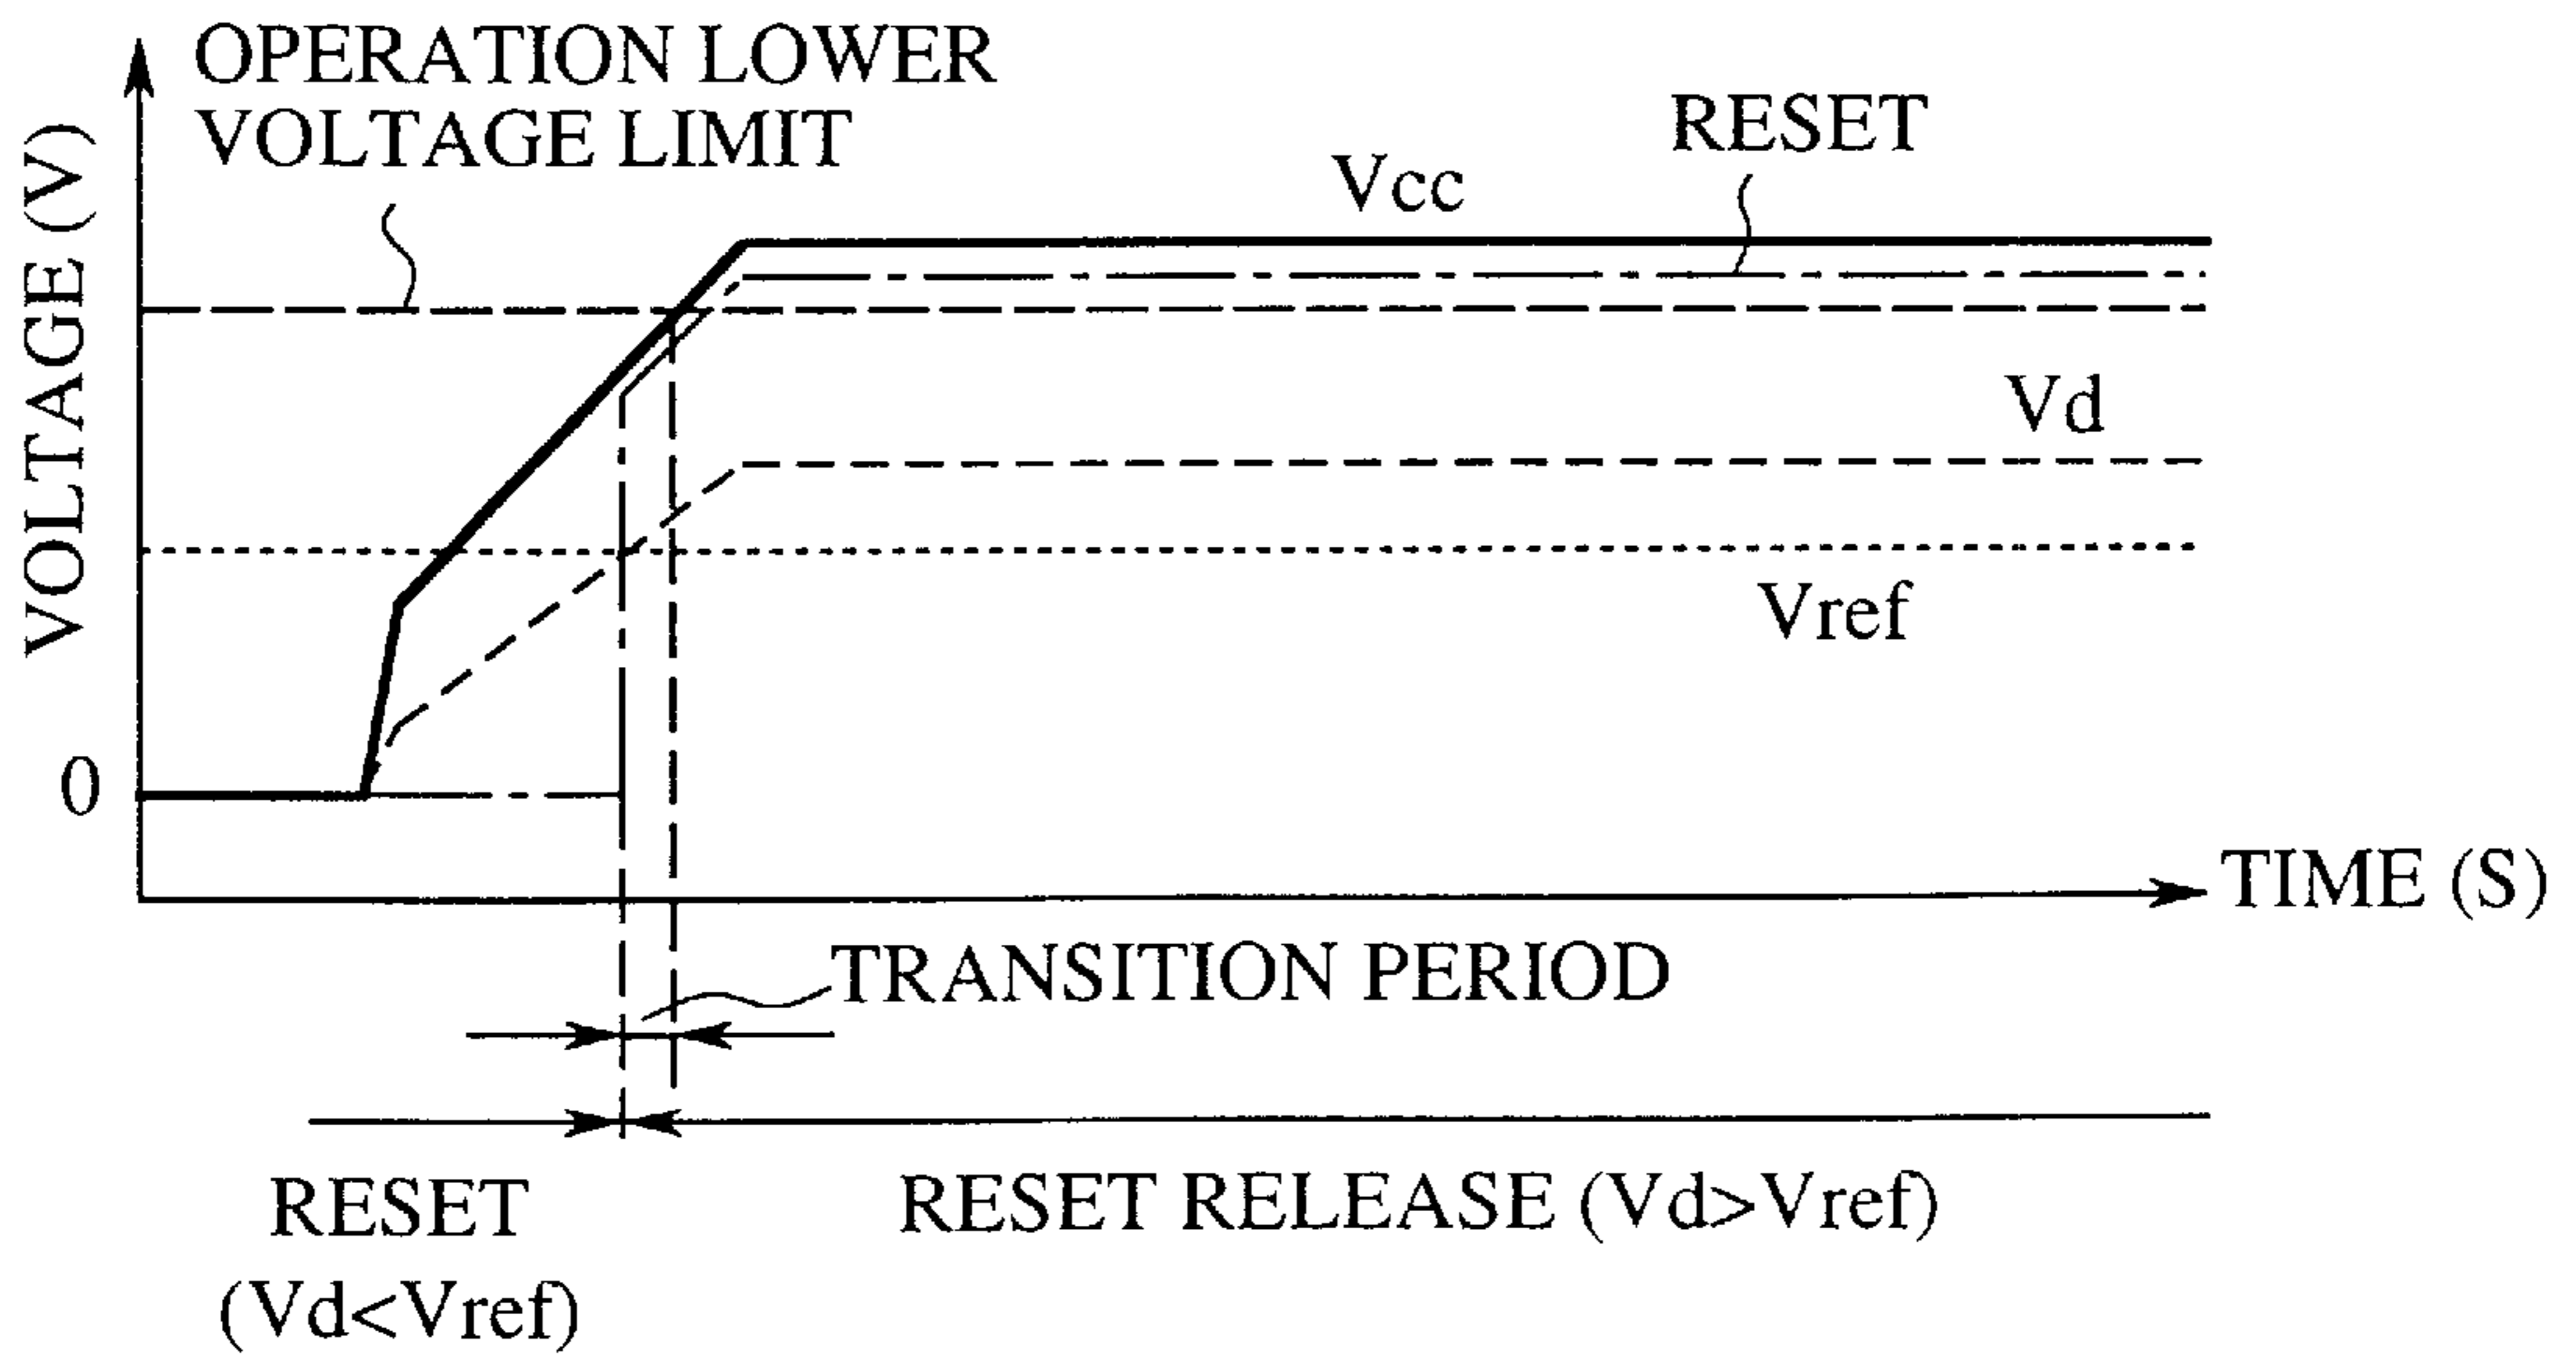 OPERATION LOWER
VOLTAGE LIMIT
RESET
Vcc
VOLTAGE (V)
Vd
Vref
0
TIME (S)
TRANSITION PERIOD
RESET
(Vd<Vref)
RESET RELEASE (Vd>Vref)